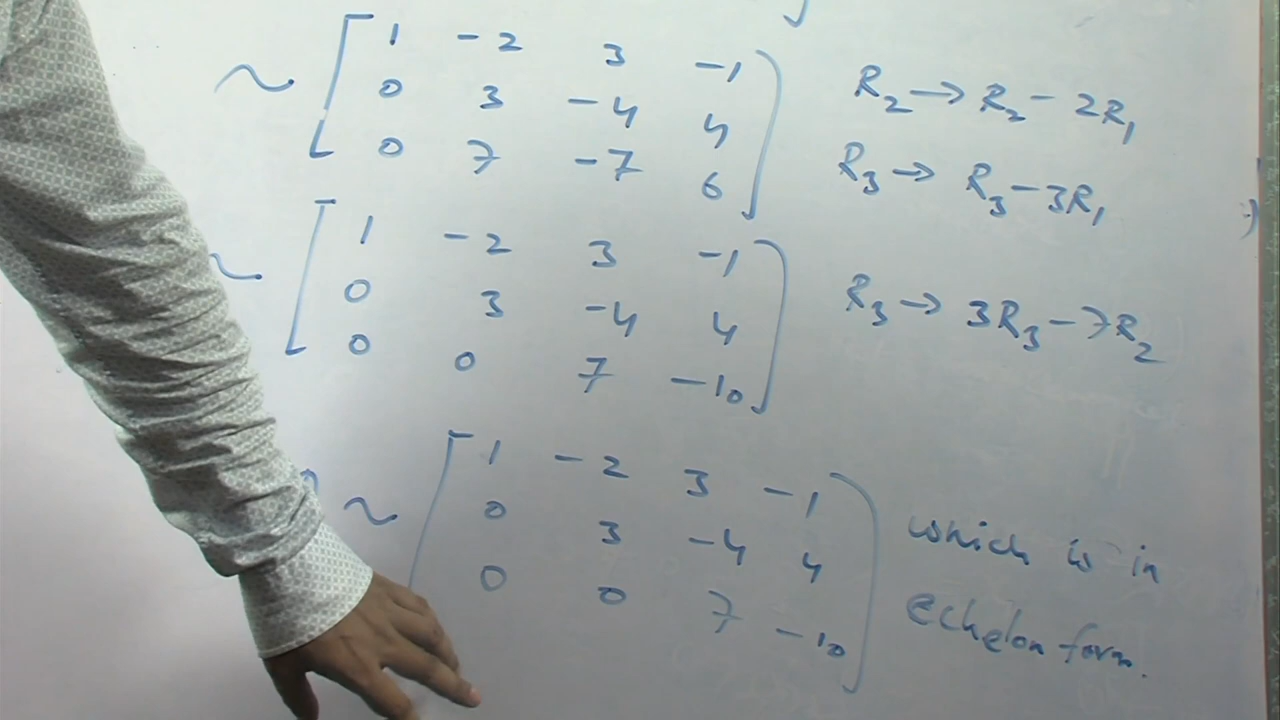 ~ [ 1 -2 3 -1
0 3 -4 4
0 7 -7 6 ]
R₂ → R₂ - 2R₁
R₃ → R₃ - 3R₁
~ [ 1 -2 3 -1
0 3 -4 4
0 0 7 -10 ]
R₃ → 3R₃ - 7R₂
~ [ 1 -2 3 -1
0 3 -4 4
0 0 7 -10 ]
which is in
echelon form.